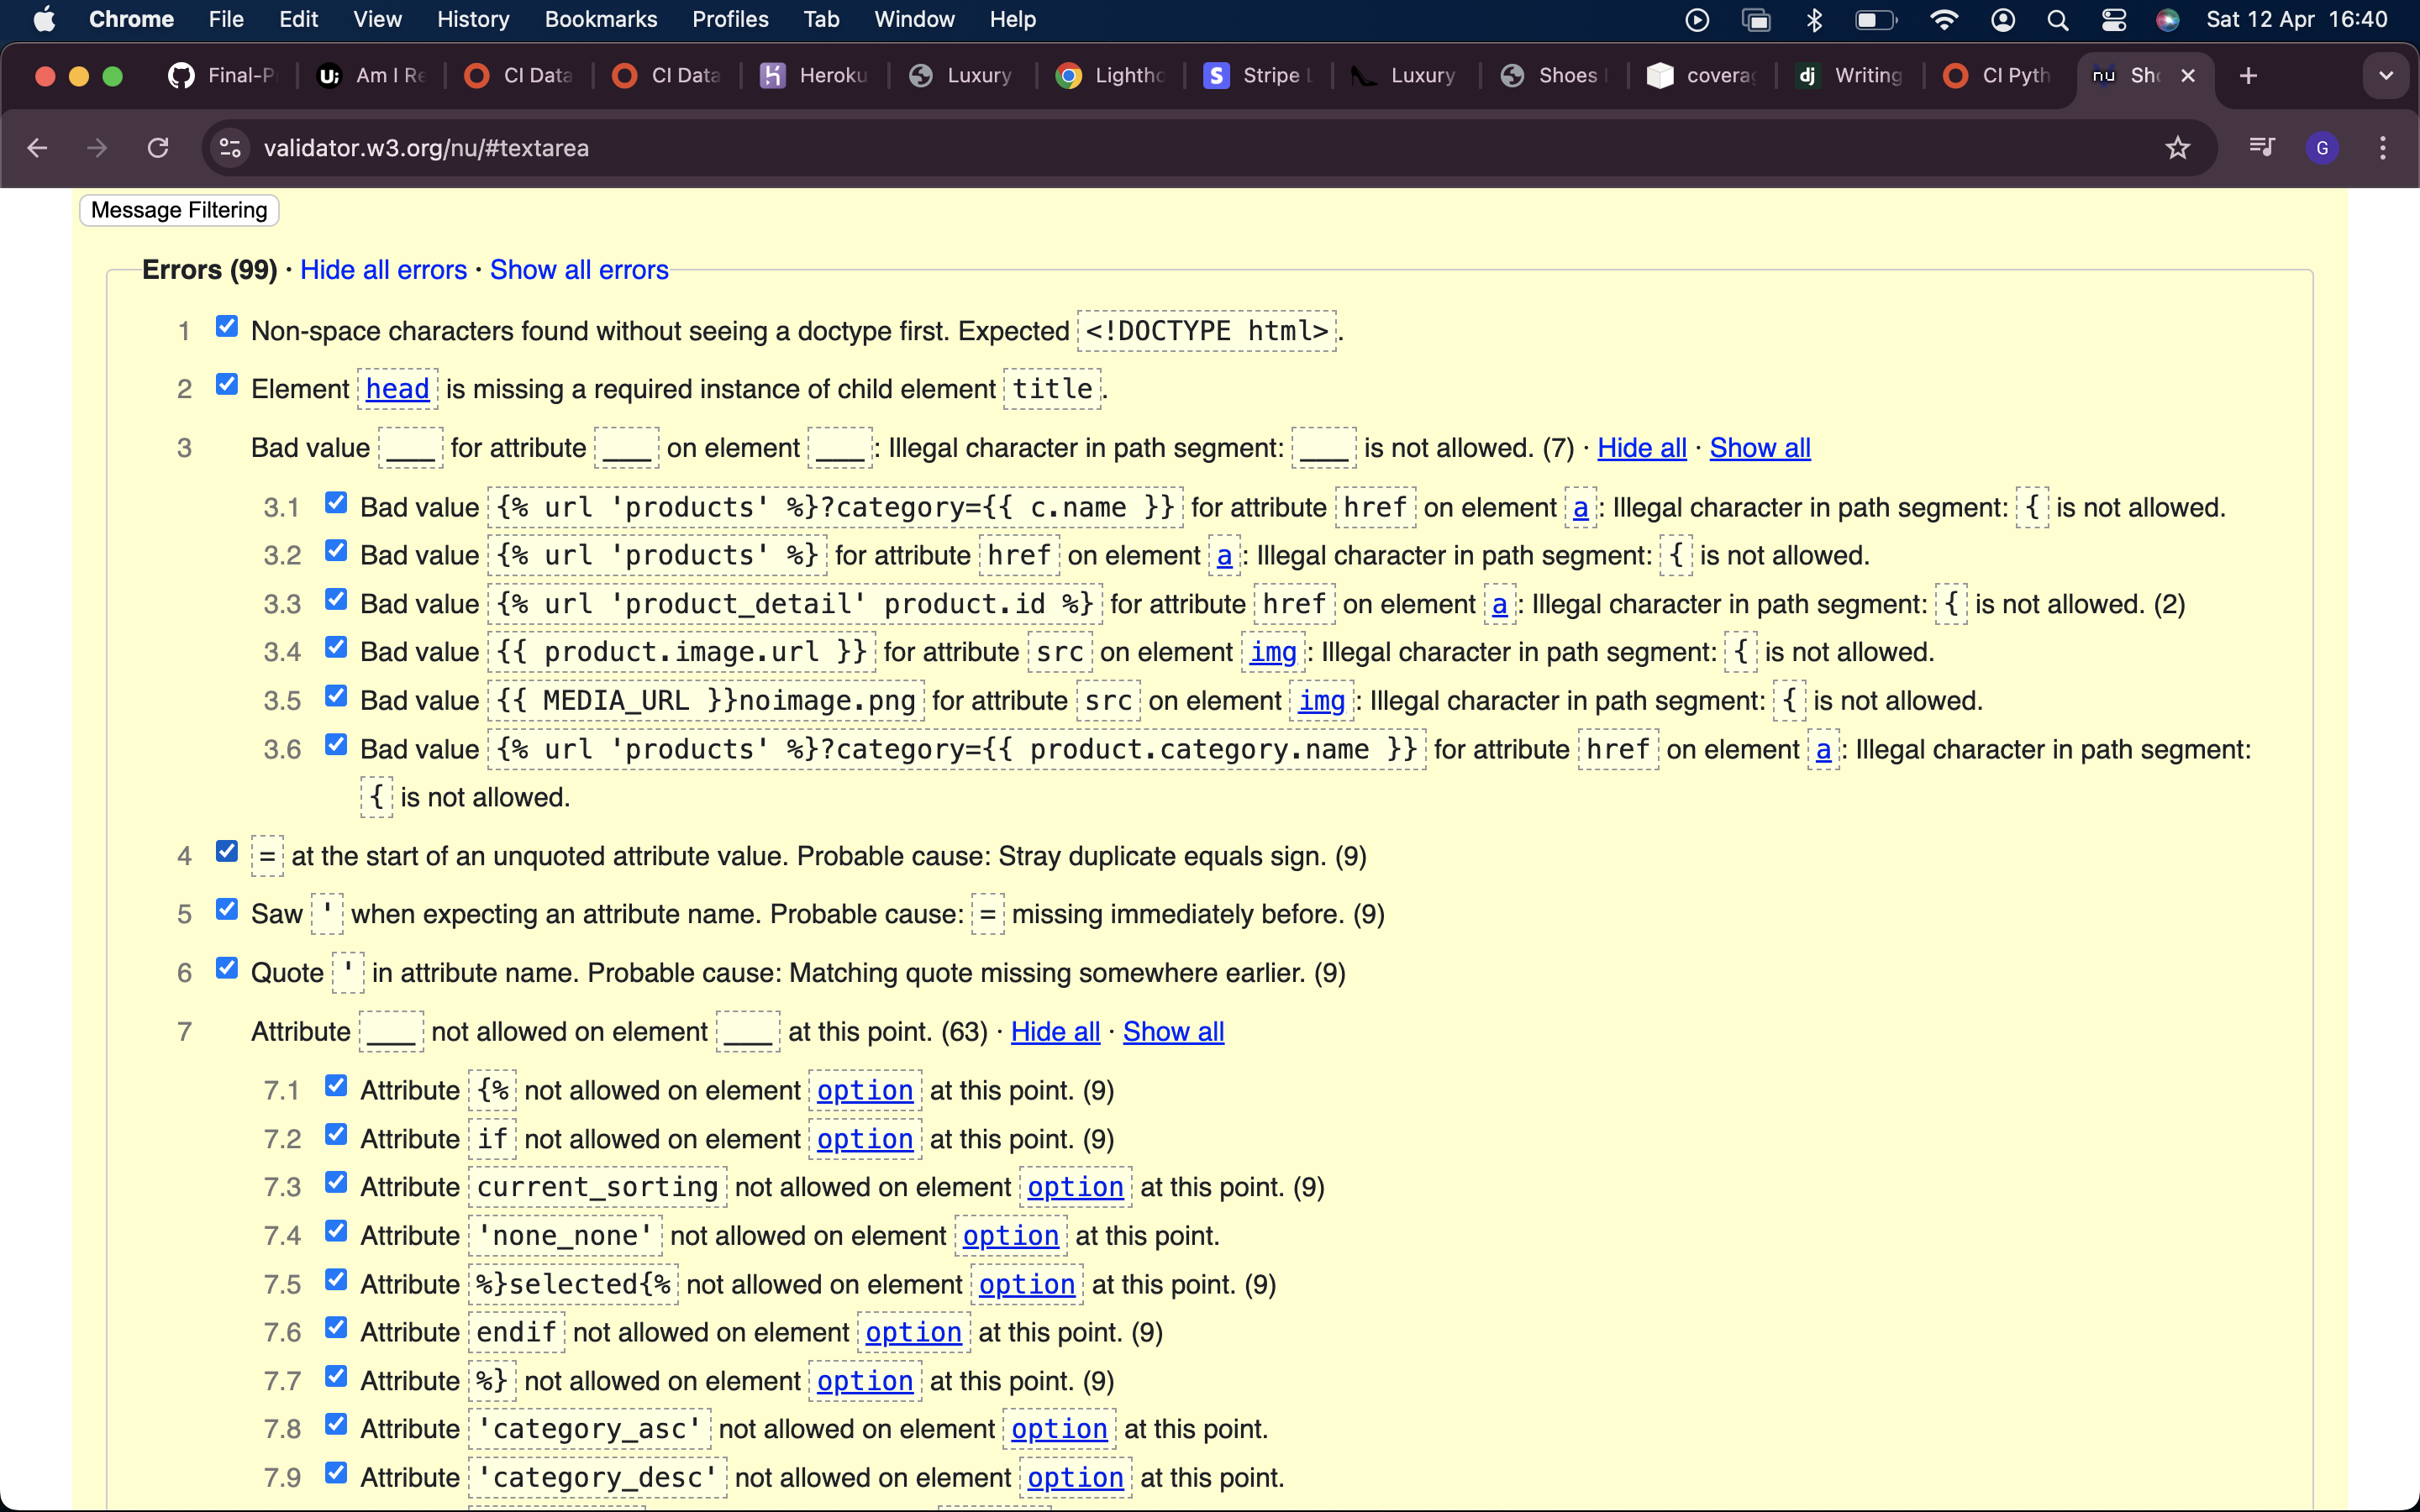 Chrome File Edit View History Bookmarks Profiles Tab Window Help Sat 12 Apr 16:40
Final-P U; Am I Re CI Data CI Data Heroku Luxury Lightho S Stripe L Luxury Shoes coverag dj Writing CI Pyth nu Sho
validator.w3.org/nu/#textarea G
Message Filtering
Errors (99) · Hide all errors · Show all errors
1 Non-space characters found without seeing a doctype first. Expected <!DOCTYPE html>.
2 Element head is missing a required instance of child element title.
3 Bad value ___ for attribute ___ on element ___: Illegal character in path segment: ___ is not allowed. (7) · Hide all · Show all
3.1 Bad value {% url 'products' %}?category={{ c.name }} for attribute href on element a: Illegal character in path segment: { is not allowed.
3.2 Bad value {% url 'products' %} for attribute href on element a: Illegal character in path segment: { is not allowed.
3.3 Bad value {% url 'product_detail' product.id %} for attribute href on element a: Illegal character in path segment: { is not allowed. (2)
3.4 Bad value {{ product.image.url }} for attribute src on element img: Illegal character in path segment: { is not allowed.
3.5 Bad value {{ MEDIA_URL }}noimage.png for attribute src on element img: Illegal character in path segment: { is not allowed.
3.6 Bad value {% url 'products' %}?category={{ product.category.name }} for attribute href on element a: Illegal character in path segment:
{ is not allowed.
4 = at the start of an unquoted attribute value. Probable cause: Stray duplicate equals sign. (9)
5 Saw ' when expecting an attribute name. Probable cause: = missing immediately before. (9)
6 Quote ' in attribute name. Probable cause: Matching quote missing somewhere earlier. (9)
7 Attribute ___ not allowed on element ___ at this point. (63) · Hide all · Show all
7.1 Attribute {% not allowed on element option at this point. (9)
7.2 Attribute if not allowed on element option at this point. (9)
7.3 Attribute current_sorting not allowed on element option at this point. (9)
7.4 Attribute 'none_none' not allowed on element option at this point.
7.5 Attribute %}selected{% not allowed on element option at this point. (9)
7.6 Attribute endif not allowed on element option at this point. (9)
7.7 Attribute %} not allowed on element option at this point. (9)
7.8 Attribute 'category_asc' not allowed on element option at this point.
7.9 Attribute 'category_desc' not allowed on element option at this point.